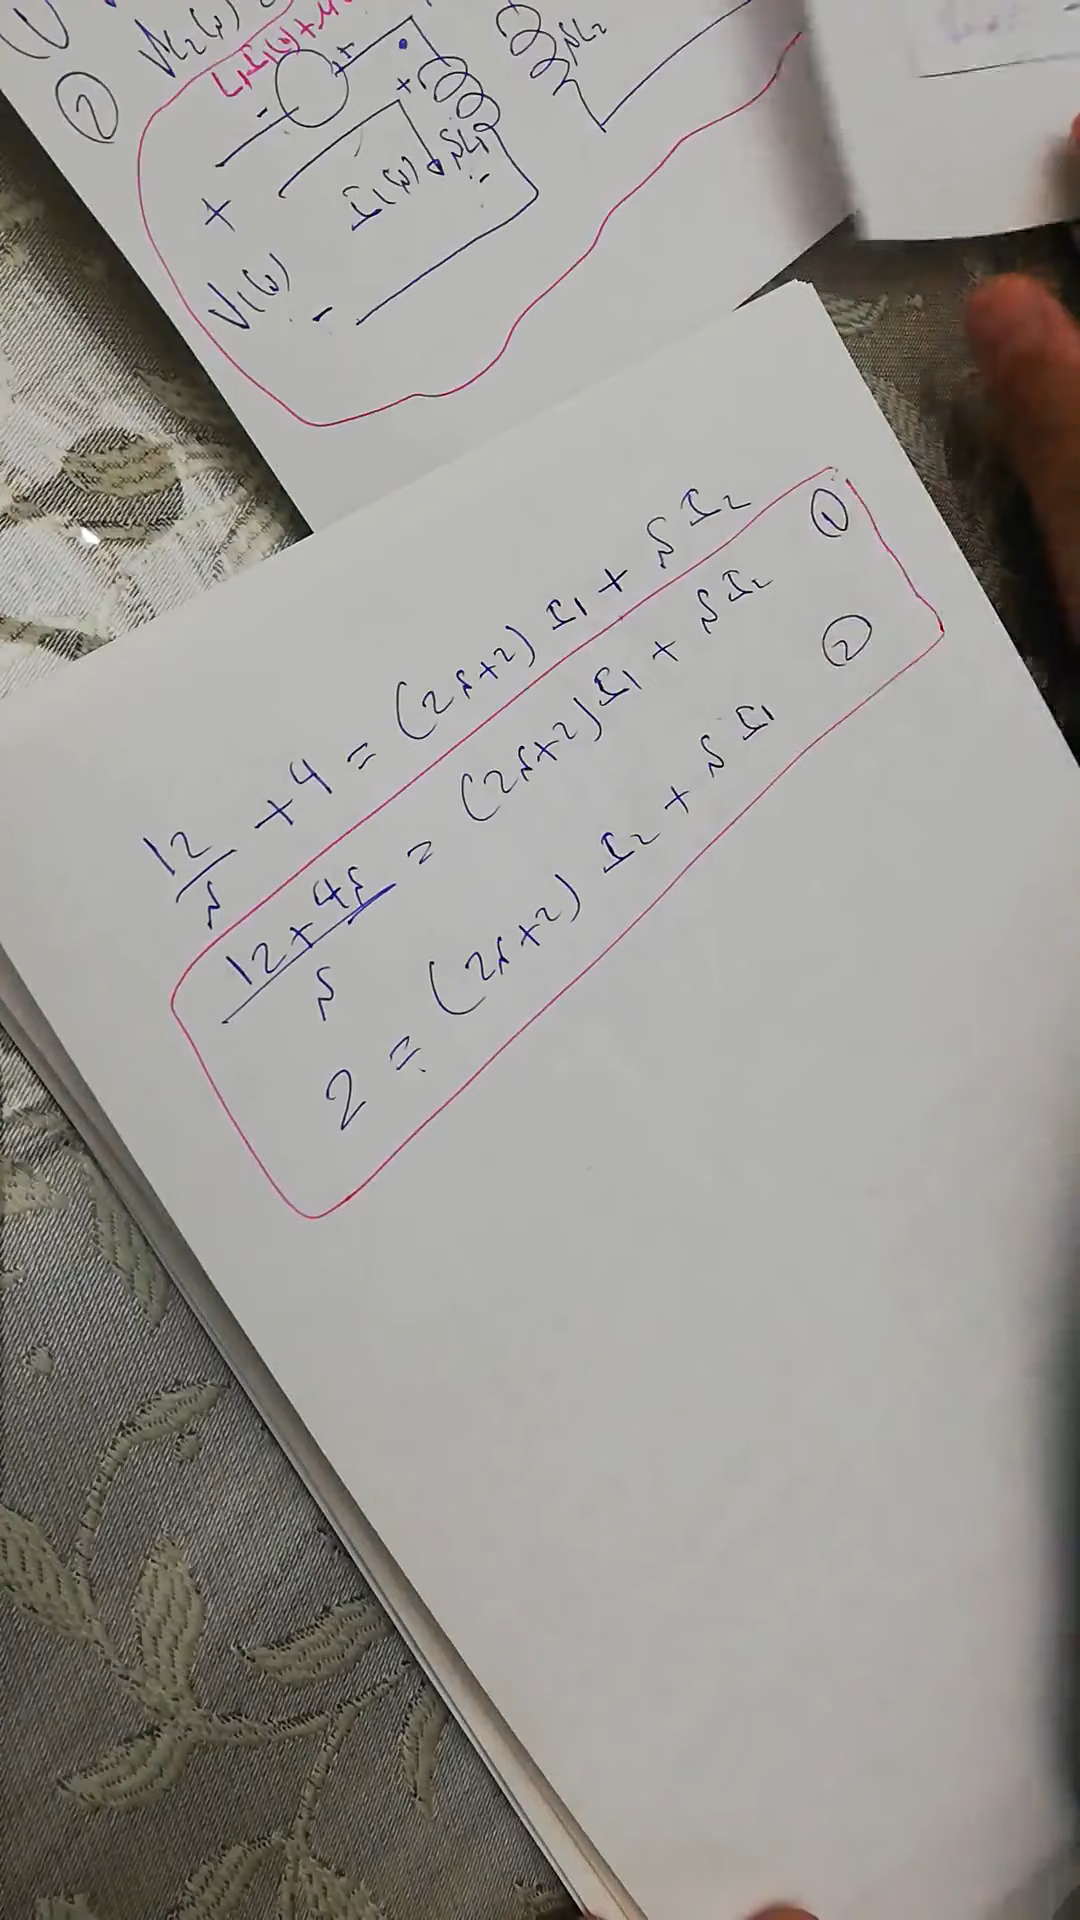 ②
L₁i₁(0)+M
- ++
+
+ I₁(s) sL₁ -
sL₂
V₁(s)
-
12/s + 4 = (2s+2) I₁ + s I₂
(12+4s)/s = (2s+2) I₁ + s I₂ ①
2 = (2s+2) I₂ + s I₁ ②